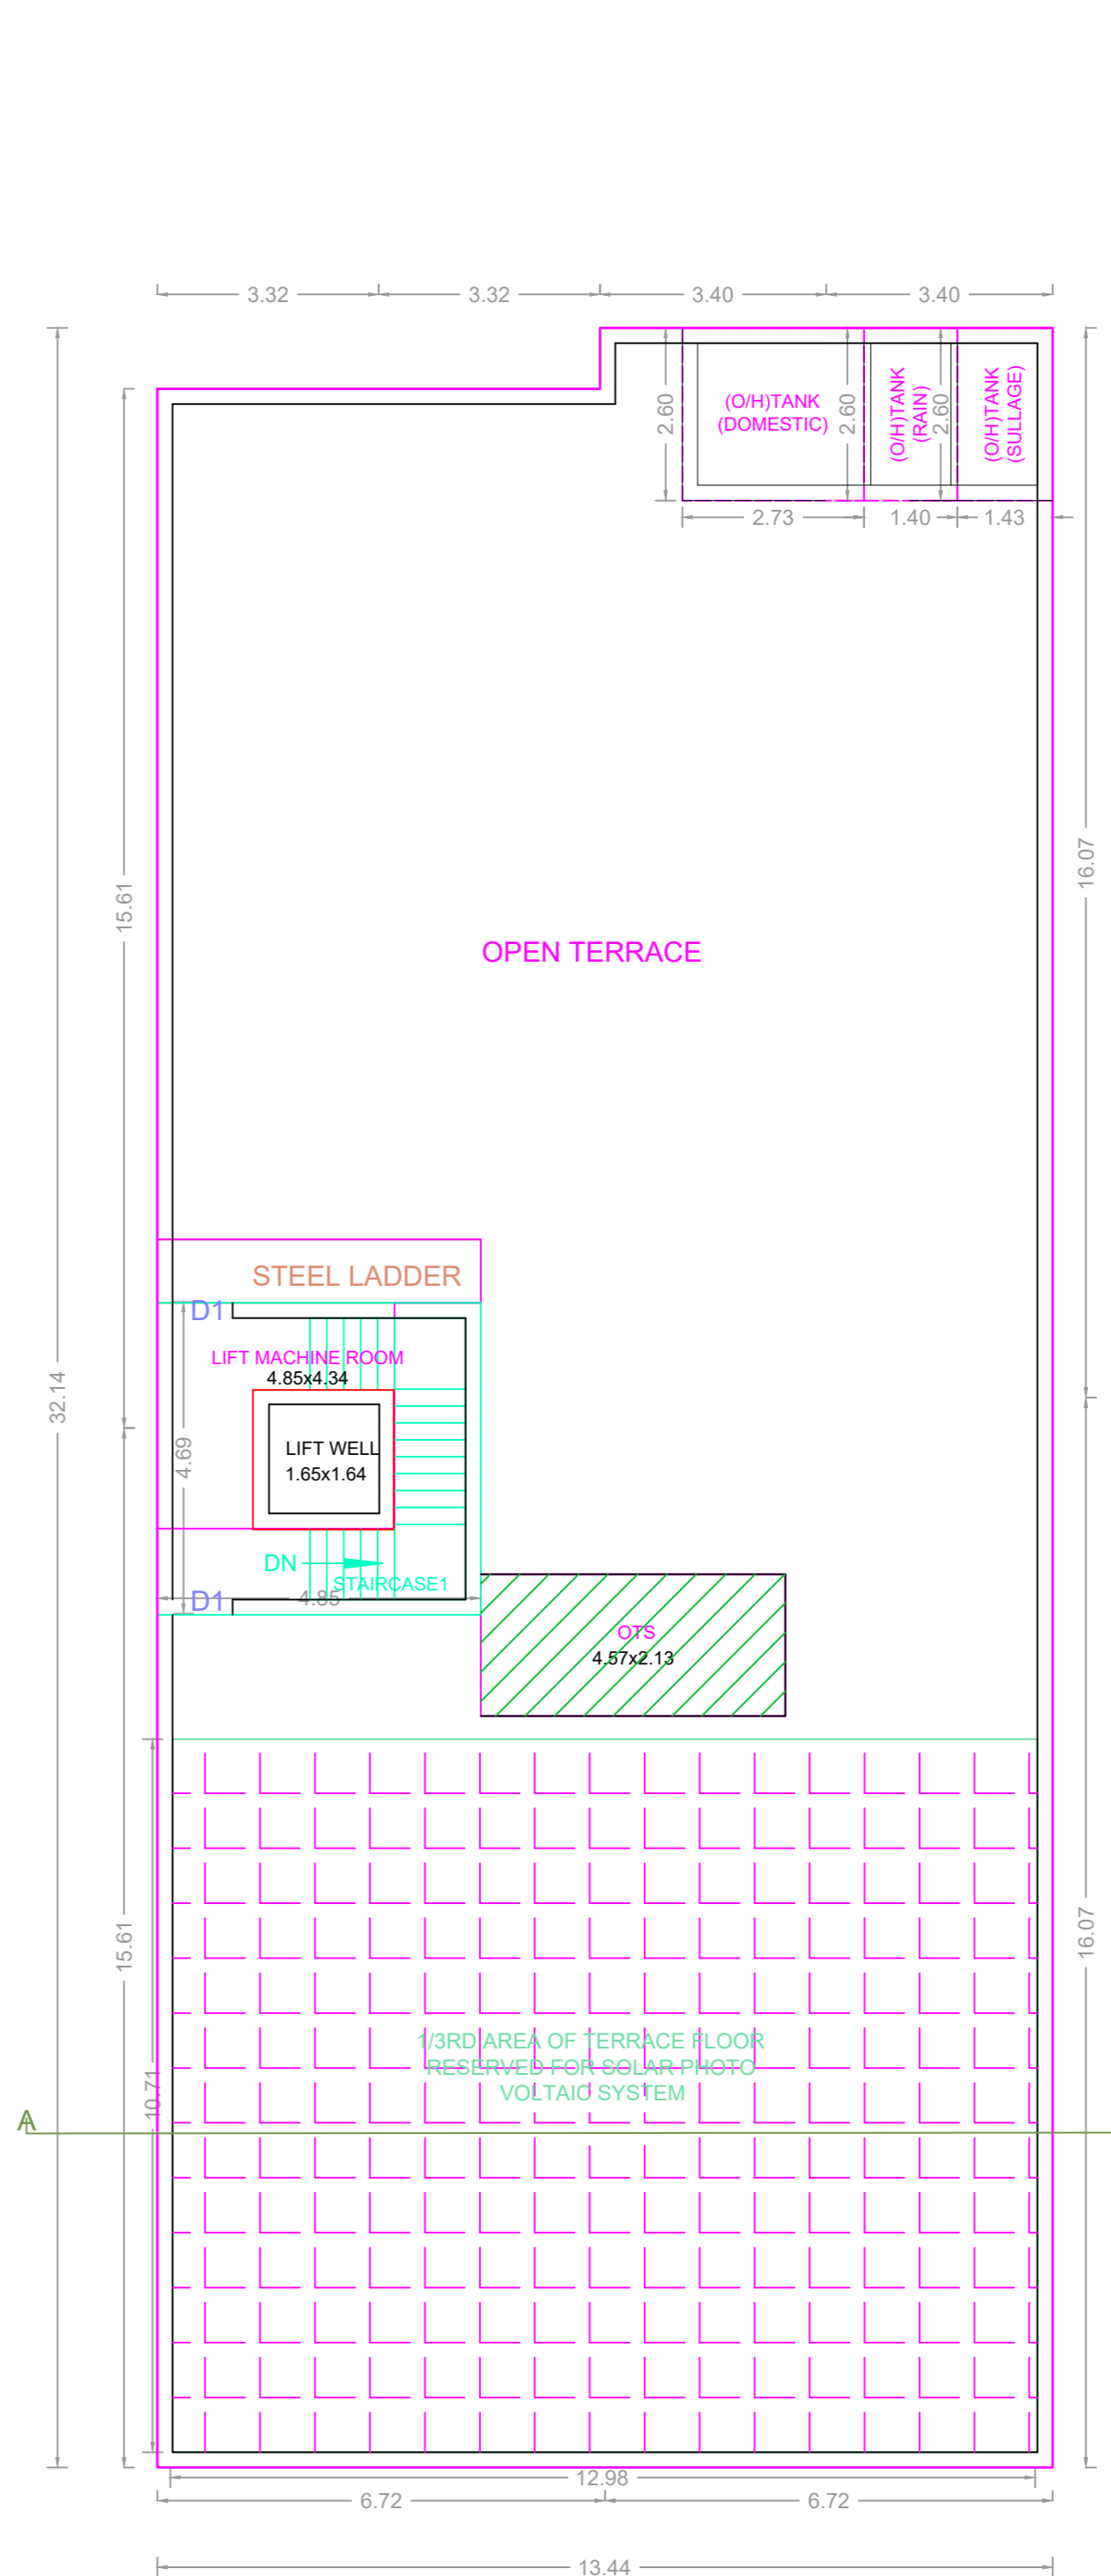 3.32
3.32
3.40
3.40
(O/H)TANK
(DOMESTIC)
(O/H)TANK
(RAIN)
(O/H)TANK
(SULLAGE)
2.60
2.60
2.60
2.73
1.40
1.43
15.61
16.07
OPEN TERRACE
STEEL LADDER
D1
LIFT MACHINE ROOM
4.85x4.34
32.14
4.69
LIFT WELL
1.65x1.64
DN
STAIRCASE1
D1
4.85
OTS
4.57x2.13
15.61
16.07
1/3RD AREA OF TERRACE FLOOR
RESERVED FOR SOLAR PHOTO
VOLTAIC SYSTEM
10.71
A
12.98
6.72
6.72
13.44